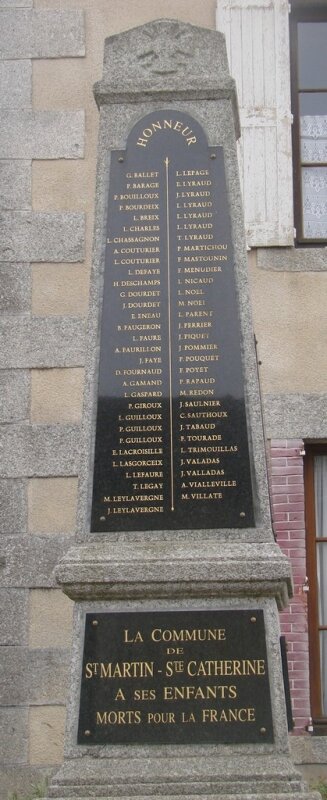 HONNEUR
G. BALLET
P. BARAGE
P. BOUILLOUX
P. BOURDEIX
L. BREIX
L. CHARLES
L. CHASSAGNON
A. COUTURIER
L. COUTURIER
L. DEFAYE
H. DESCHAMPS
G. DOURDET
J. DOURDET
E. FNEAU
B. FAUGERON
L. FAURE
A. FAURILLON
J. FAYE
D. FOURNAUD
A. GAMAND
L. GASPARD
P. GIROUX
L. GUILLOUX
P. GUILLOUX
P. GUILLOUX
E. LACROISILLE
L. LASGORCEIX
L. LEFAURE
T. LEGAY
M. LEYLAVERGNE
J. LEYLAVERGNE
L. LEPAGE
E. LYRAUD
J. LYRAUD
L. LYRAUD
L. LYRAUD
L. LYRAUD
T. LYRAUD
P. MARTICHOU
P. MASTOUNIN
F. MENUDIER
L. NICAUD
L. NOEL
M. NOEL
L. PARENT
J. PERRIER
J. PIQUET
J. POMMIER
F. POUQUET
F. POYET
P. RAPAUD
M. REDON
J. SAULNIER
C. SAUTHOUX
J. TABAUD
F. TOURADE
L. TRIMOUILLAS
J. VALADAS
J. VALLADAS
A. VIALLEVILLE
M. VILLATE
LA COMMUNE
DE
ST MARTIN - STE CATHERINE
A SES ENFANTS
MORTS POUR LA FRANCE